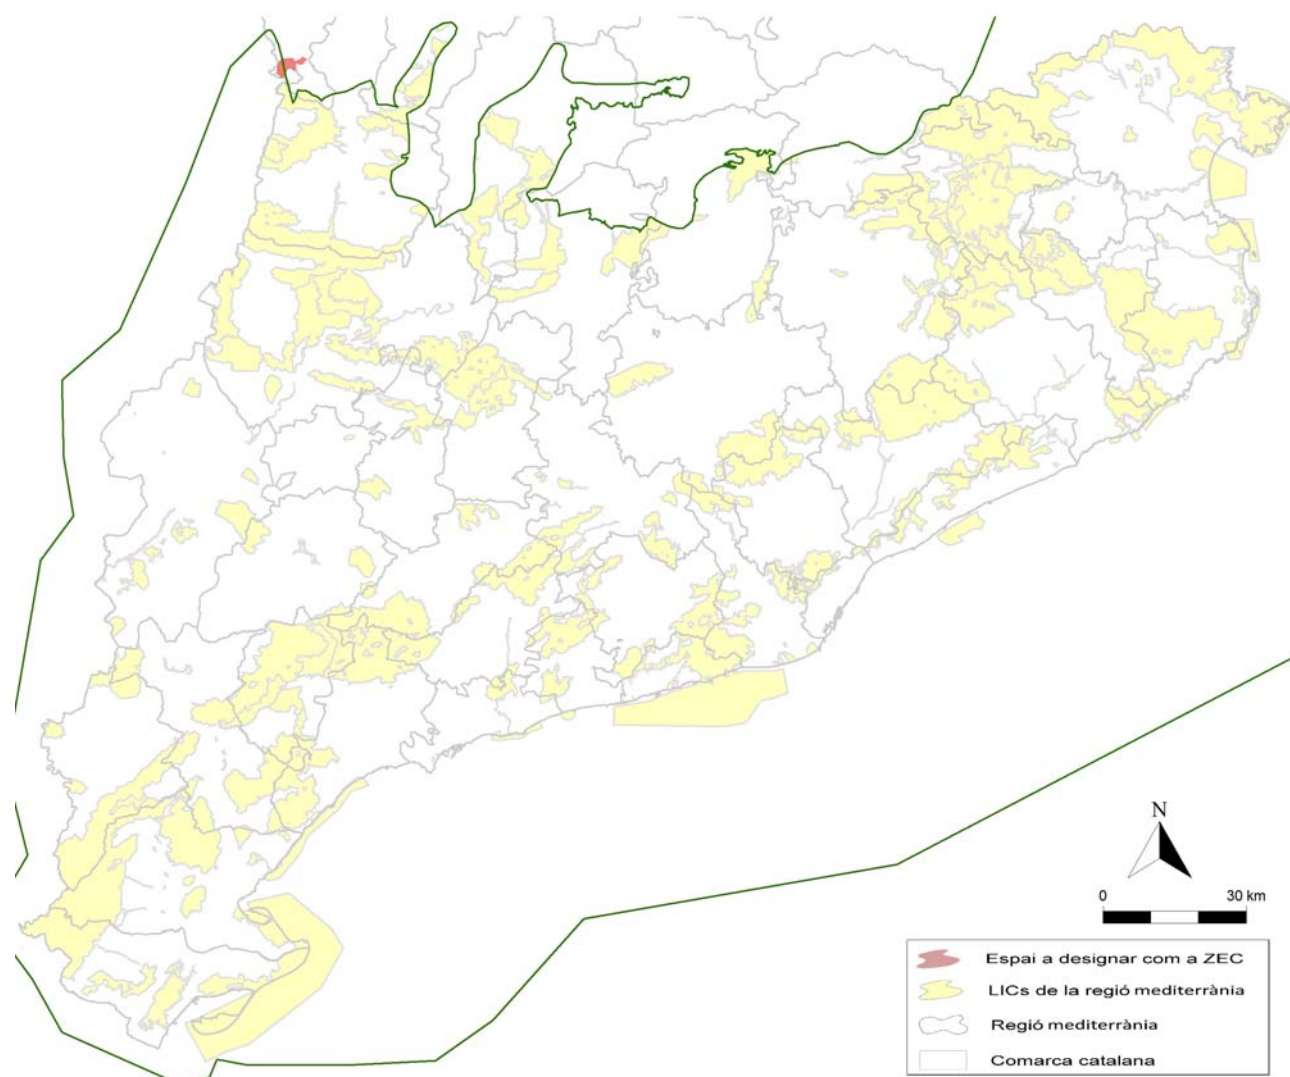 N
0 30 km
Espai a designar com a ZEC
LICs de la regió mediterrània
Regió mediterrània
Comarca catalana